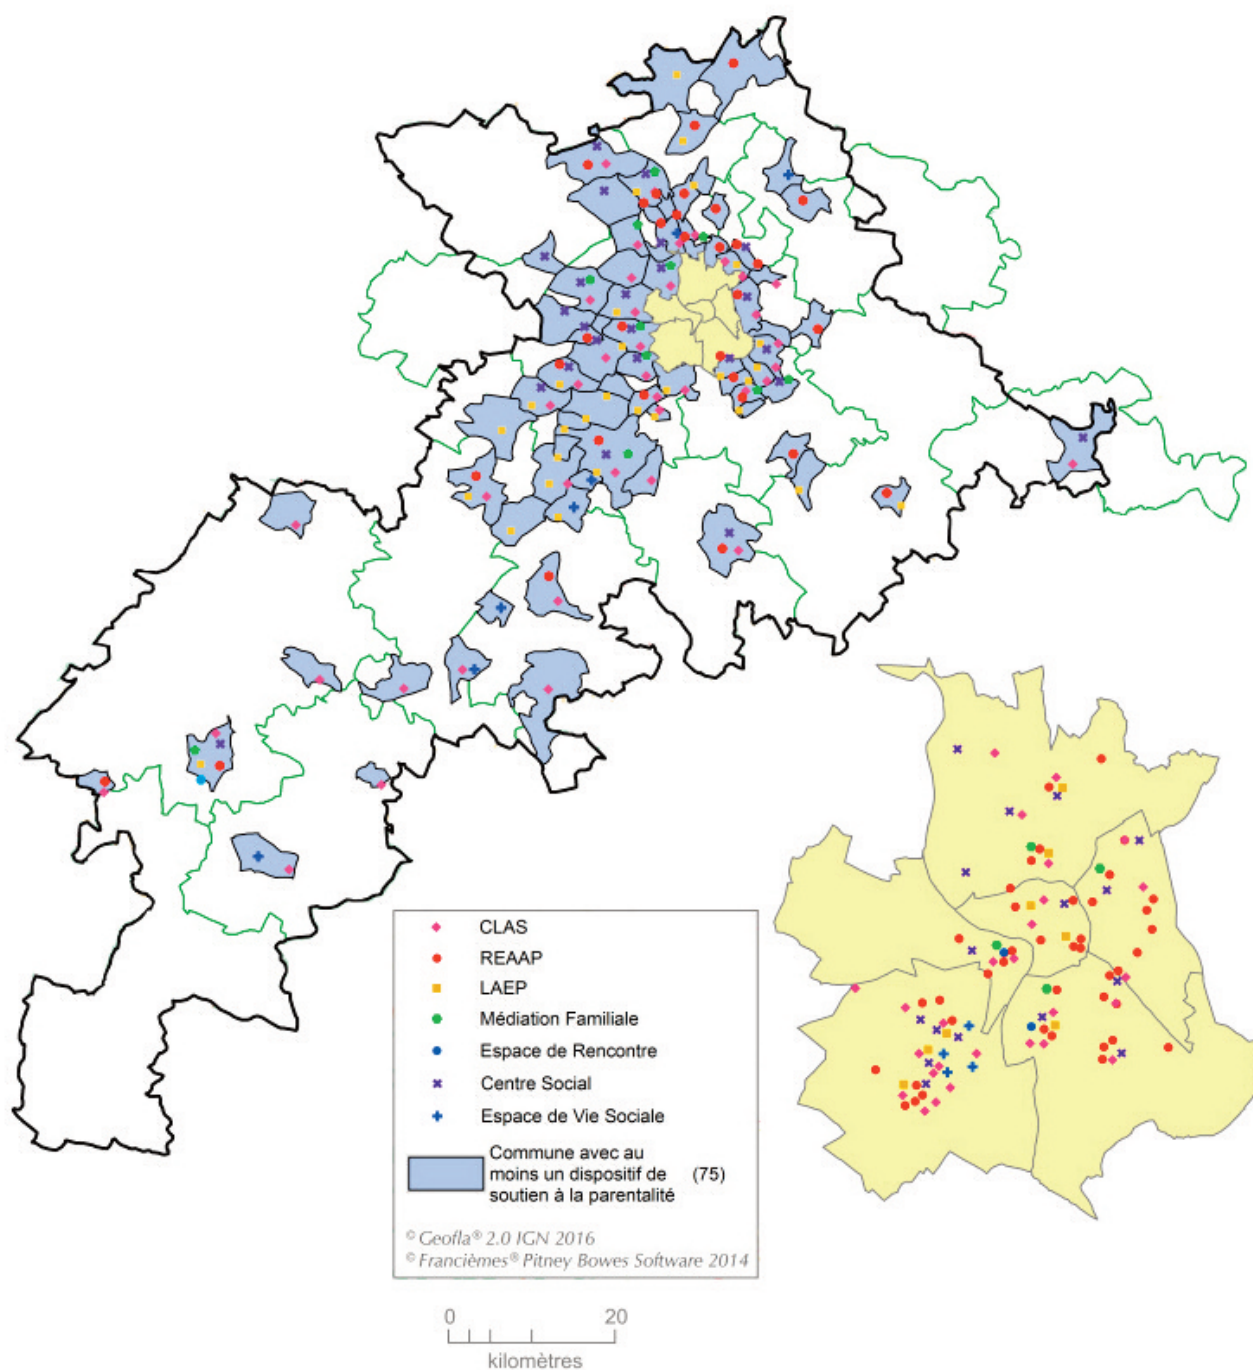 CLAS
REAAP
LAEP
Médiation Familiale
Espace de Rencontre
Centre Social
Espace de Vie Sociale
Commune avec au
moins un dispositif de (75)
soutien à la parentalité
© Geofla® 2.0 IGN 2016
© Francièmes® Pitney Bowes Software 2014
0 20
kilomètres